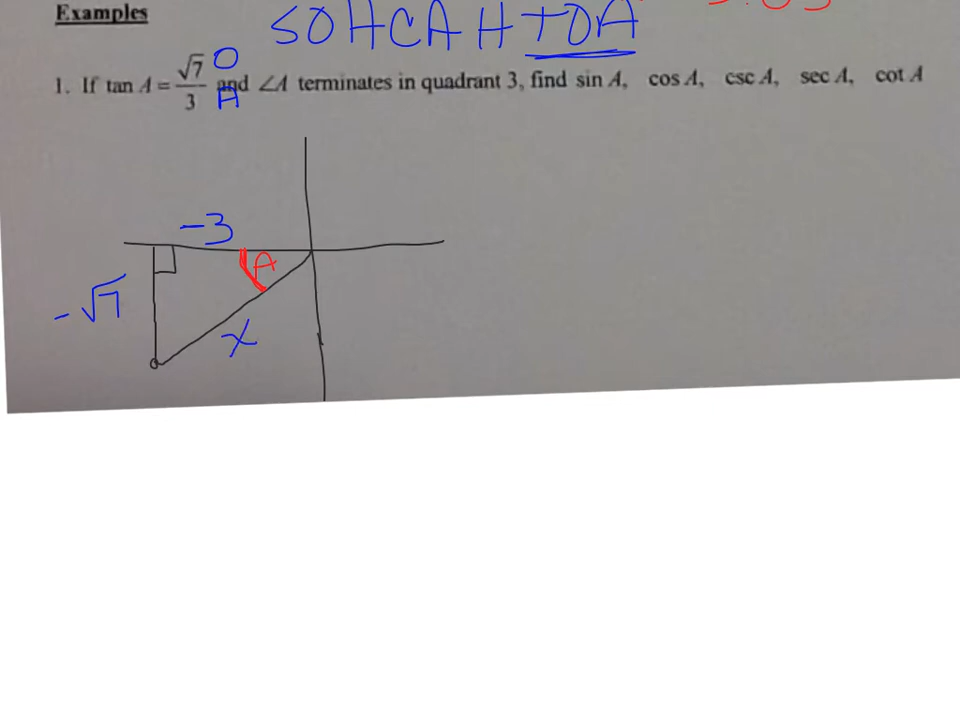 Examples
SOHCAHTOA
1. If tan A = √7/3 and ∠A terminates in quadrant 3, find sin A, cos A, csc A, sec A, cot A
O
A
-3
A
-√7
x